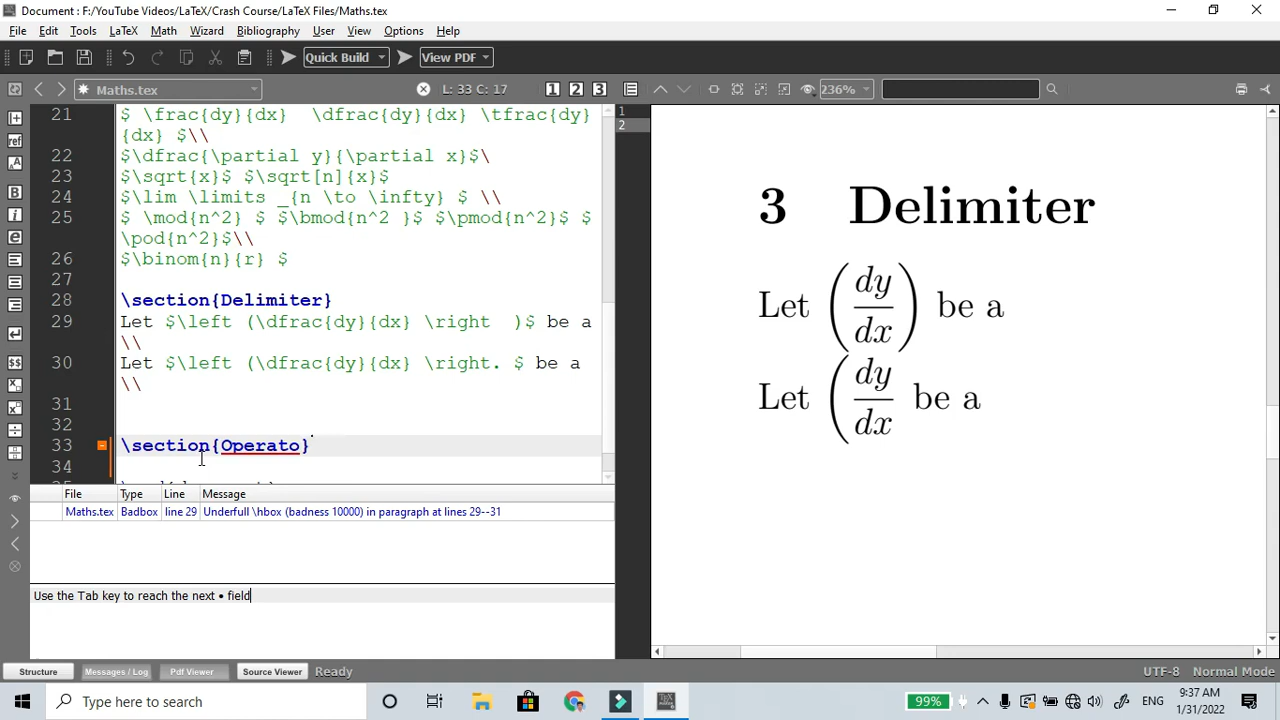 Document : F:/YouTube Videos/LaTeX/Crash Course/LaTeX Files/Maths.tex
File Edit Tools LaTeX Math Wizard Bibliography User View Options Help
Quick Build View PDF
Maths.tex L: 33 C: 17 1 2 3 236%
21 $ \frac{dy}{dx} \dfrac{dy}{dx} \tfrac{dy}
{dx} $\\
22 $\dfrac{\partial y}{\partial x}$\
23 $\sqrt{x}$ $\sqrt[n]{x}$
24 $\lim \limits _{n \to \infty} $ \\
25 $ \mod{n^2} $ $\bmod{n^2 }$ $\pmod{n^2}$ $
\pod{n^2}$\\
26 $\binom{n}{r} $
27
28 \section{Delimiter}
29 Let $\left (\dfrac{dy}{dx} \right )$ be a
\\
30 Let $\left (\dfrac{dy}{dx} \right. $ be a
\\
31
32
33 \section{Operato}
34
File Type Line Message
Maths.tex Badbox line 29 Underfull \hbox (badness 10000) in paragraph at lines 29--31
Use the Tab key to reach the next • field
1
2
3 Delimiter
Let (dy/dx) be a
Let (dy/dx be a
Structure Messages / Log Pdf Viewer Source Viewer Ready UTF-8 Normal Mode
Type here to search 99% ENG 9:37 AM
1/31/2022